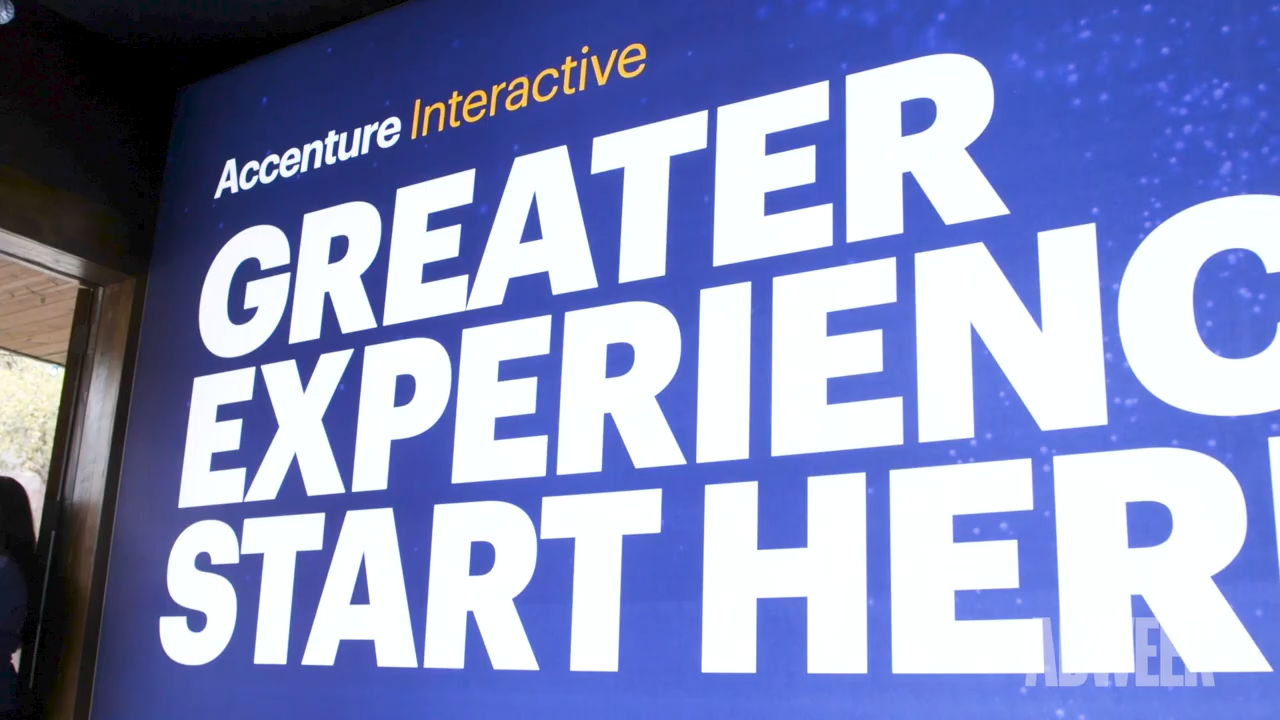 Accenture Interactive
GREATER
EXPERIENC
START HER
ADWEEK